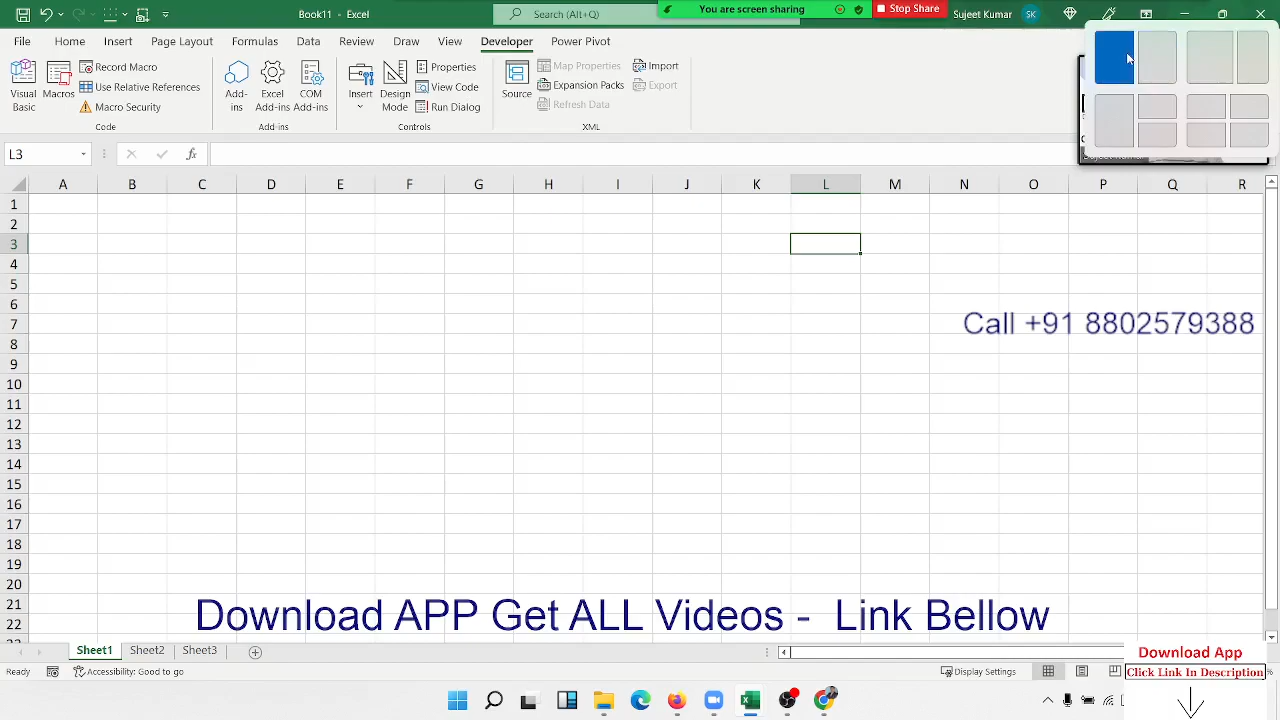 Book11 - Excel
Search (Alt+Q)
You are screen sharing
Stop Share
Sujeet Kumar
SK
File
Home
Insert
Page Layout
Formulas
Data
Review
Draw
View
Developer
Help
Power Pivot
Visual Basic
Macros
Record Macro
Use Relative References
Macro Security
Code
Add-ins
Excel Add-ins
COM Add-ins
Add-ins
Insert
Design Mode
Properties
View Code
Run Dialog
Controls
Source
Map Properties
Expansion Packs
Refresh Data
Import
Export
XML
L3
fx
A B C D E F G H I J K L M N O P Q R
1
2
3
4
5
6
7
8
9
10
11
12
13
14
15
16
17
18
19
20
21
22
Call +91 8802579388
Download APP Get ALL Videos - Link Bellow
Sheet1
Sheet2
Sheet3
Download App
Click Link In Description
Accessibility: Good to go
Display Settings